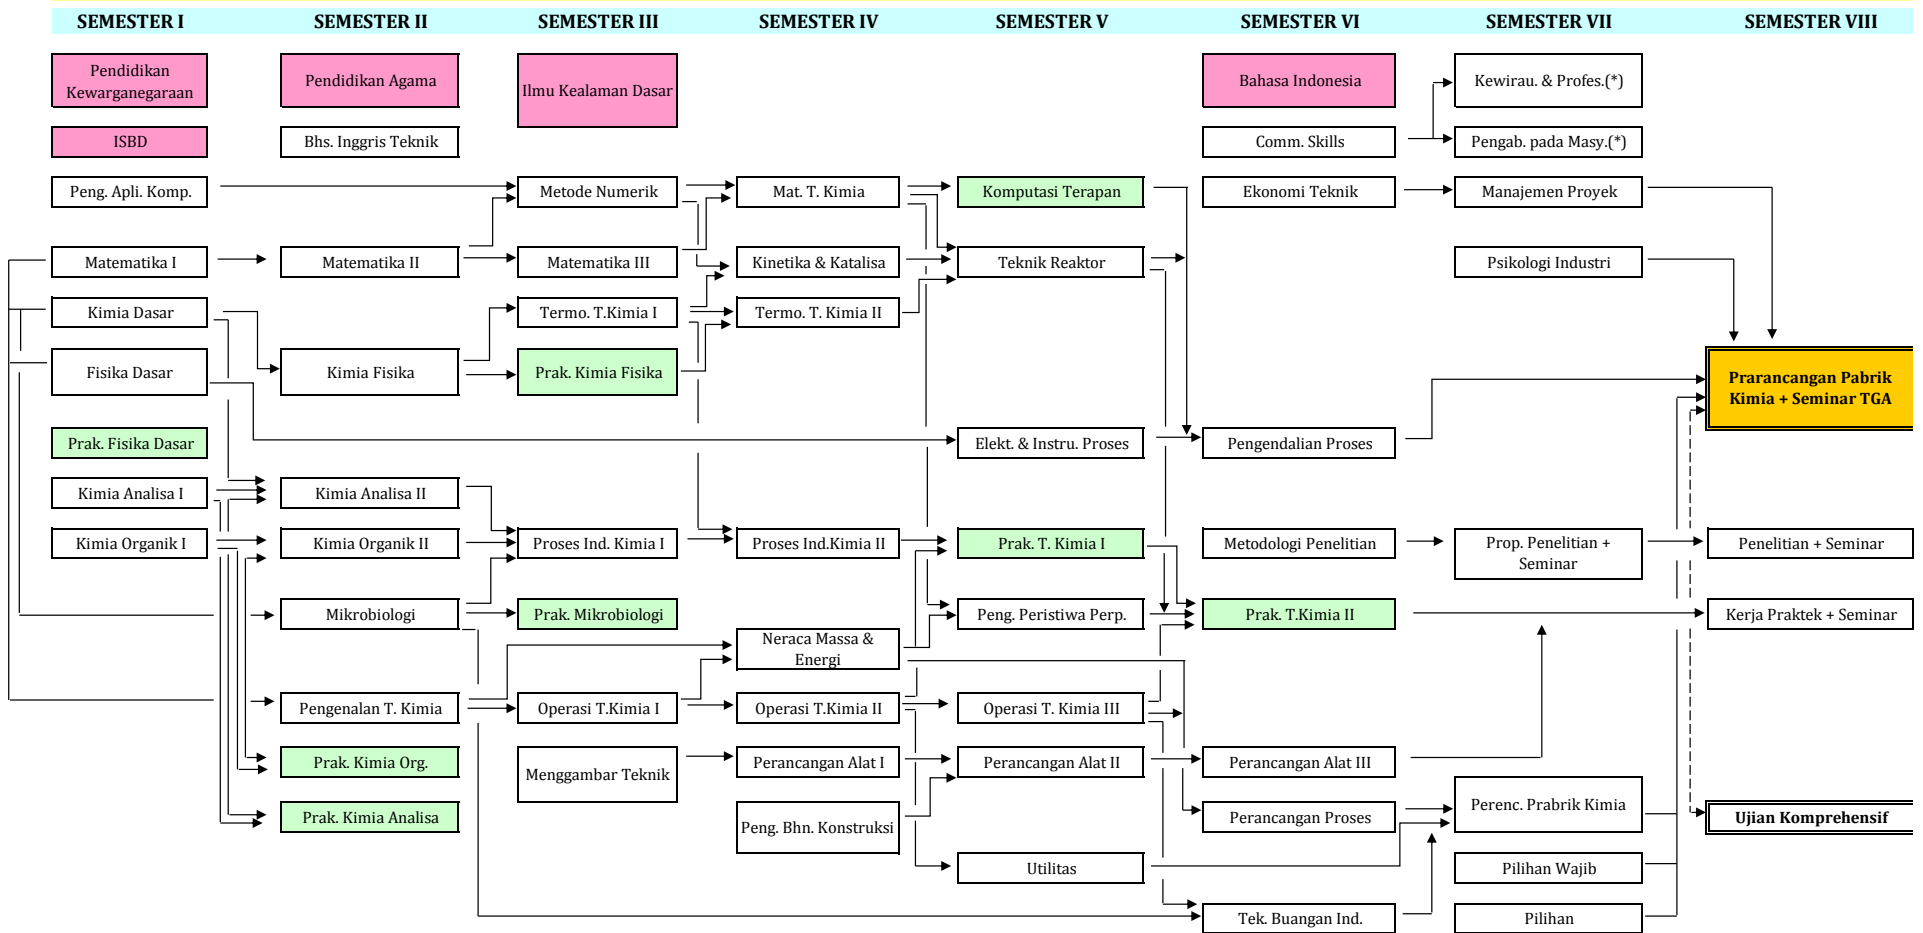 SEMESTER I
SEMESTER II
SEMESTER III
SEMESTER IV
SEMESTER V
SEMESTER VI
SEMESTER VII
SEMESTER VIII
Pendidikan
Kewarganegaraan
Pendidikan Agama
Ilmu Kealaman Dasar
Bahasa Indonesia
Kewirau. & Profes.(*)
ISBD
Bhs. Inggris Teknik
Comm. Skills
Pengab. pada Masy.(*)
Peng. Apli. Komp.
Metode Numerik
Mat. T. Kimia
Komputasi Terapan
Ekonomi Teknik
Manajemen Proyek
Matematika I
Matematika II
Matematika III
Kinetika & Katalisa
Teknik Reaktor
Psikologi Industri
Kimia Dasar
Termo. T.Kimia I
Termo. T. Kimia II
Fisika Dasar
Kimia Fisika
Prak. Kimia Fisika
Prarancangan Pabrik
Kimia + Seminar TGA
Prak. Fisika Dasar
Elekt. & Instru. Proses
Pengendalian Proses
Kimia Analisa I
Kimia Analisa II
Kimia Organik I
Kimia Organik II
Proses Ind. Kimia I
Proses Ind.Kimia II
Prak. T. Kimia I
Metodologi Penelitian
Prop. Penelitian +
Seminar
Penelitian + Seminar
Mikrobiologi
Prak. Mikrobiologi
Peng. Peristiwa Perp.
Prak. T.Kimia II
Kerja Praktek + Seminar
Neraca Massa &
Energi
Pengenalan T. Kimia
Operasi T.Kimia I
Operasi T.Kimia II
Operasi T. Kimia III
Prak. Kimia Org.
Menggambar Teknik
Perancangan Alat I
Perancangan Alat II
Perancangan Alat III
Prak. Kimia Analisa
Peng. Bhn. Konstruksi
Perancangan Proses
Perenc. Prabrik Kimia
Ujian Komprehensif
Utilitas
Pilihan Wajib
Tek. Buangan Ind.
Pilihan